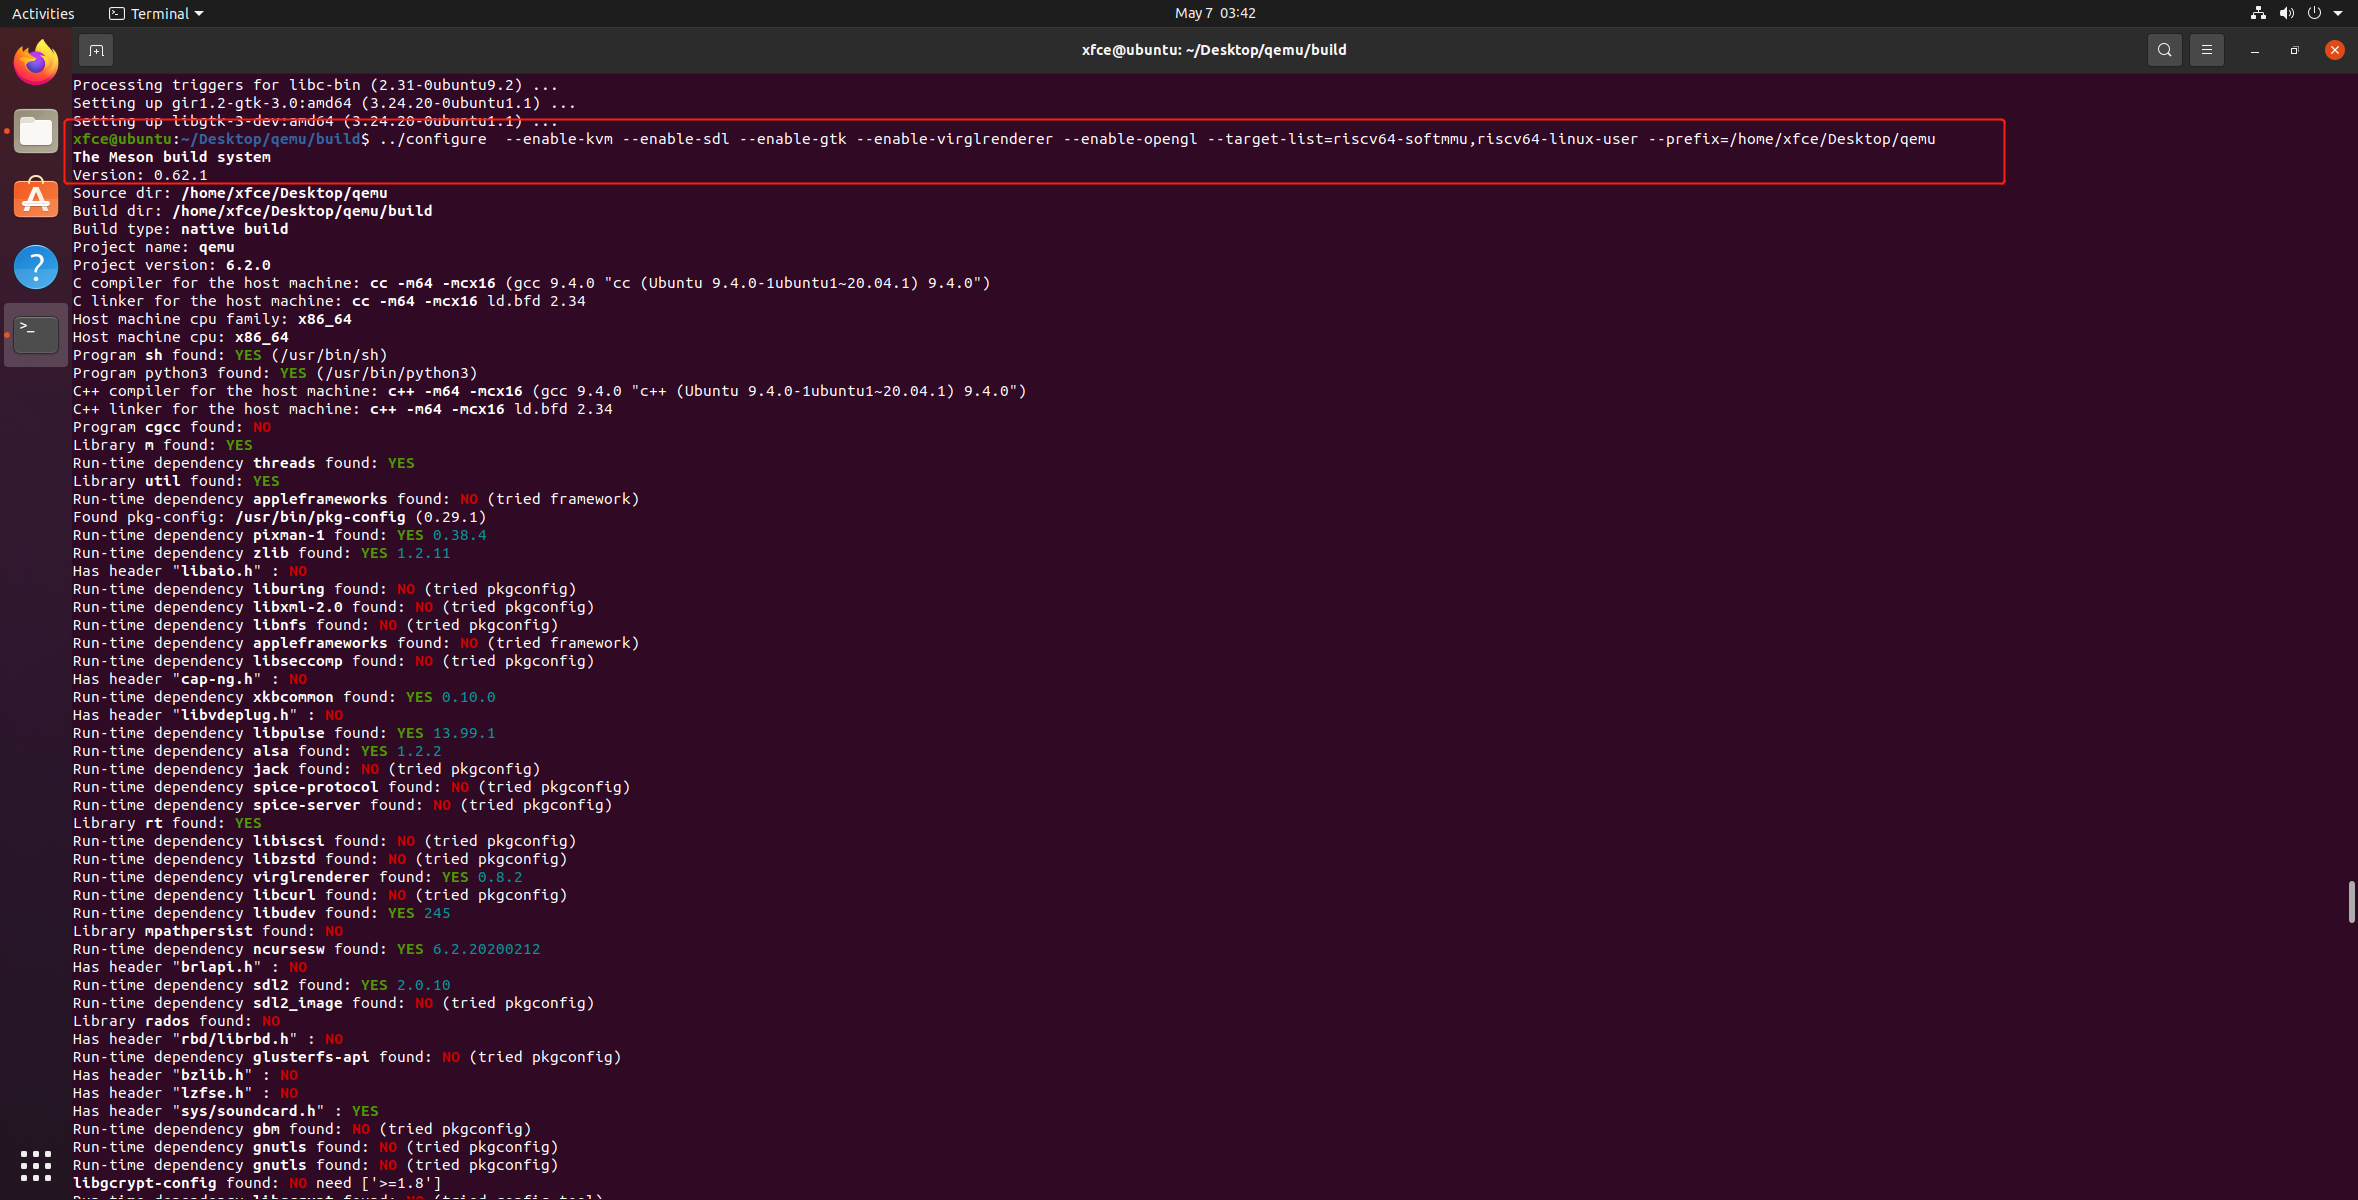 Activities
Terminal
May 7 03:42
xfce@ubuntu: ~/Desktop/qemu/build
Processing triggers for libc-bin (2.31-0ubuntu9.2) ...
Setting up gir1.2-gtk-3.0:amd64 (3.24.20-0ubuntu1.1) ...
Setting up libgtk-3-dev:amd64 (3.24.20-0ubuntu1.1) ...
xfce@ubuntu:~/Desktop/qemu/build$ ../configure  --enable-kvm --enable-sdl --enable-gtk --enable-virglrenderer --enable-opengl --target-list=riscv64-softmmu,riscv64-linux-user --prefix=/home/xfce/Desktop/qemu
The Meson build system
Version: 0.62.1
Source dir: /home/xfce/Desktop/qemu
Build dir: /home/xfce/Desktop/qemu/build
Build type: native build
Project name: qemu
Project version: 6.2.0
C compiler for the host machine: cc -m64 -mcx16 (gcc 9.4.0 "cc (Ubuntu 9.4.0-1ubuntu1~20.04.1) 9.4.0")
C linker for the host machine: cc -m64 -mcx16 ld.bfd 2.34
Host machine cpu family: x86_64
Host machine cpu: x86_64
Program sh found: YES (/usr/bin/sh)
Program python3 found: YES (/usr/bin/python3)
C++ compiler for the host machine: c++ -m64 -mcx16 (gcc 9.4.0 "c++ (Ubuntu 9.4.0-1ubuntu1~20.04.1) 9.4.0")
C++ linker for the host machine: c++ -m64 -mcx16 ld.bfd 2.34
Program cgcc found: NO
Library m found: YES
Run-time dependency threads found: YES
Library util found: YES
Run-time dependency appleframeworks found: NO (tried framework)
Found pkg-config: /usr/bin/pkg-config (0.29.1)
Run-time dependency pixman-1 found: YES 0.38.4
Run-time dependency zlib found: YES 1.2.11
Has header "libaio.h" : NO
Run-time dependency liburing found: NO (tried pkgconfig)
Run-time dependency libxml-2.0 found: NO (tried pkgconfig)
Run-time dependency libnfs found: NO (tried pkgconfig)
Run-time dependency appleframeworks found: NO (tried framework)
Run-time dependency libseccomp found: NO (tried pkgconfig)
Has header "cap-ng.h" : NO
Run-time dependency xkbcommon found: YES 0.10.0
Has header "libvdeplug.h" : NO
Run-time dependency libpulse found: YES 13.99.1
Run-time dependency alsa found: YES 1.2.2
Run-time dependency jack found: NO (tried pkgconfig)
Run-time dependency spice-protocol found: NO (tried pkgconfig)
Run-time dependency spice-server found: NO (tried pkgconfig)
Library rt found: YES
Run-time dependency libiscsi found: NO (tried pkgconfig)
Run-time dependency libzstd found: NO (tried pkgconfig)
Run-time dependency virglrenderer found: YES 0.8.2
Run-time dependency libcurl found: NO (tried pkgconfig)
Run-time dependency libudev found: YES 245
Library mpathpersist found: NO
Run-time dependency ncursesw found: YES 6.2.20200212
Has header "brlapi.h" : NO
Run-time dependency sdl2 found: YES 2.0.10
Run-time dependency sdl2_image found: NO (tried pkgconfig)
Library rados found: NO
Has header "rbd/librbd.h" : NO
Run-time dependency glusterfs-api found: NO (tried pkgconfig)
Has header "bzlib.h" : NO
Has header "lzfse.h" : NO
Has header "sys/soundcard.h" : YES
Run-time dependency gbm found: NO (tried pkgconfig)
Run-time dependency gnutls found: NO (tried pkgconfig)
Run-time dependency gnutls found: NO (tried pkgconfig)
libgcrypt-config found: NO need ['>=1.8']